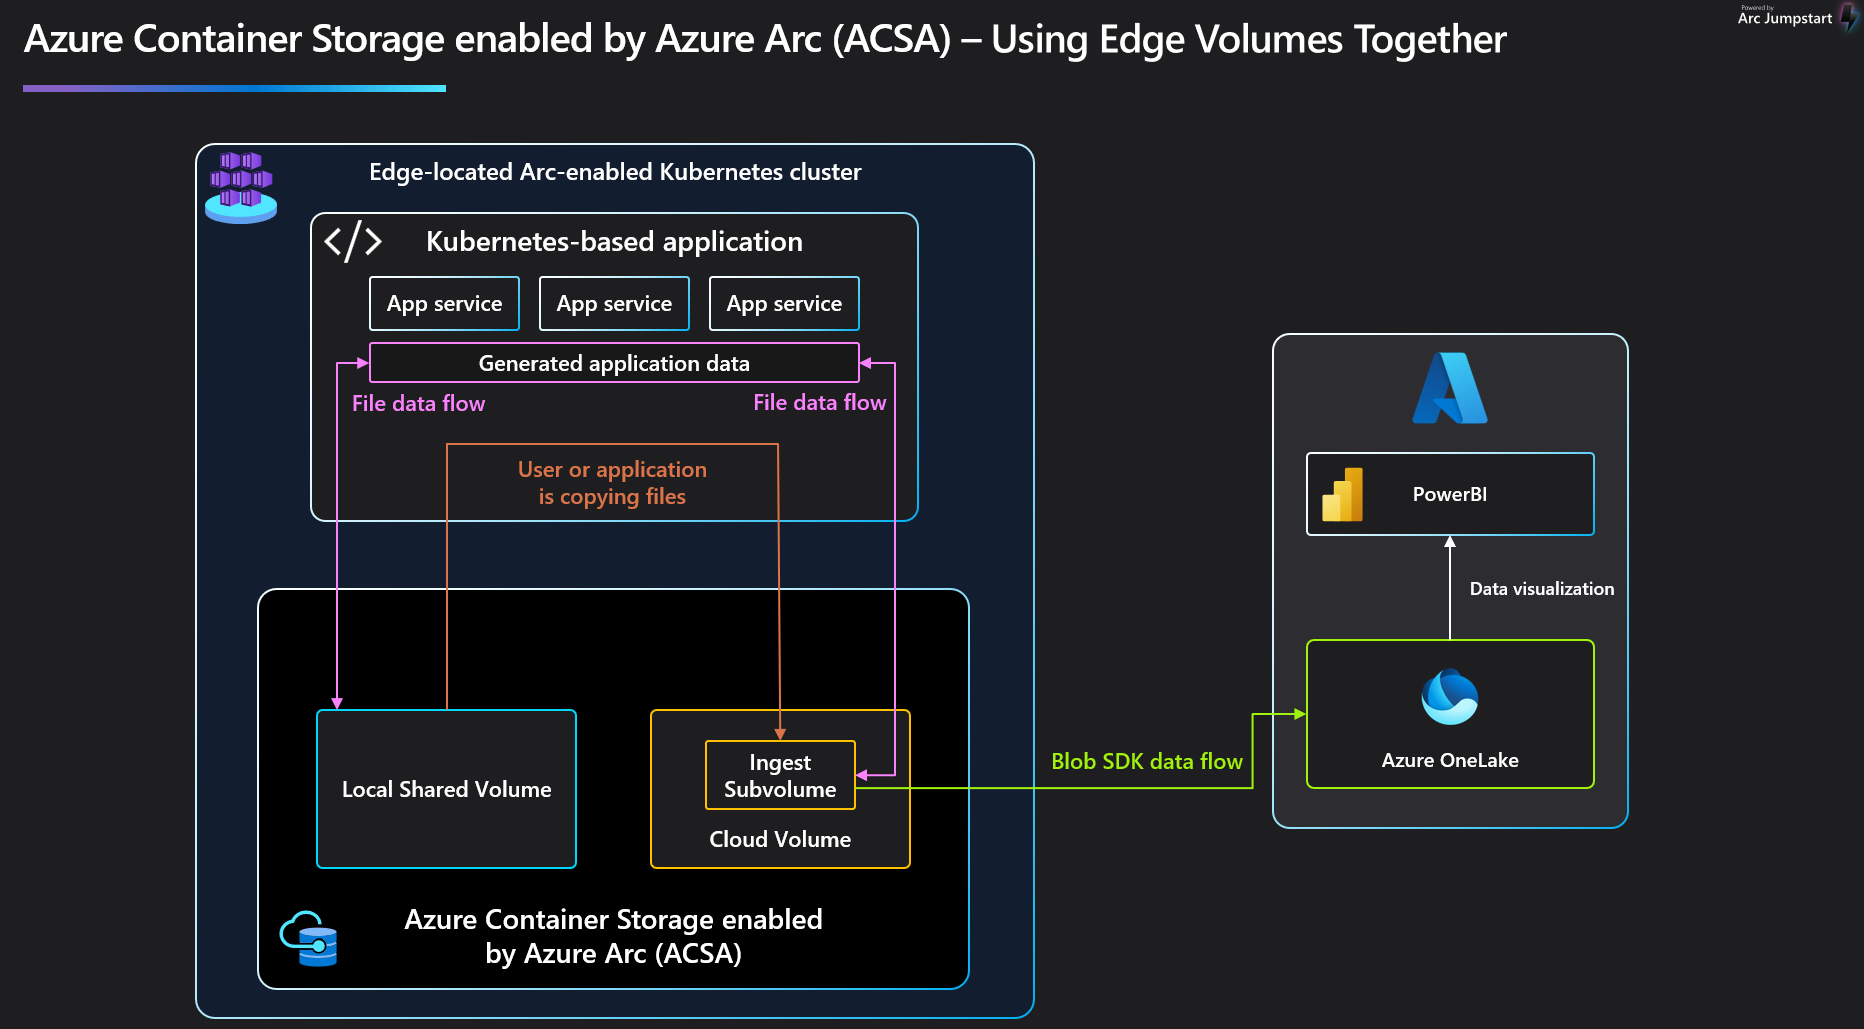 Powered by
Arc Jumpstart
Azure Container Storage enabled by Azure Arc (ACSA) – Using Edge Volumes Together
Edge-located Arc-enabled Kubernetes cluster
Kubernetes-based application
App service
App service
App service
Generated application data
File data flow
File data flow
User or application
is copying files
Local Shared Volume
Ingest
Subvolume
Cloud Volume
Azure Container Storage enabled
by Azure Arc (ACSA)
Blob SDK data flow
PowerBI
Data visualization
Azure OneLake